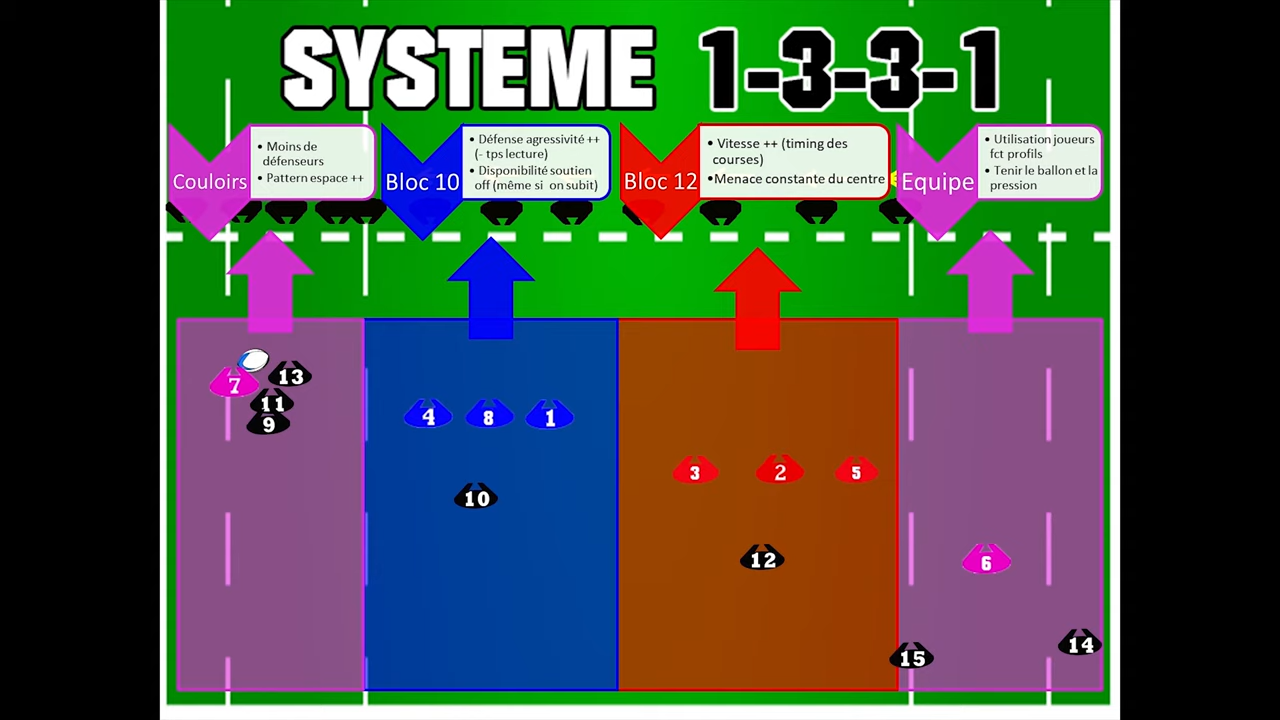 SYSTEME 1-3-3-1
Couloirs
• Moins de
défenseurs
• Pattern espace ++
Bloc 10
• Défense agressivité ++
(- tps lecture)
• Disponibilité soutien
off (même si on subit)
Bloc 12
• Vitesse ++ (timing des
courses)
•Menace constante du centre
Equipe
• Utilisation joueurs
fct profils
• Tenir le ballon et la
pression
7 13
11
9
4 8 1
10
3 2 5
12
6
15 14